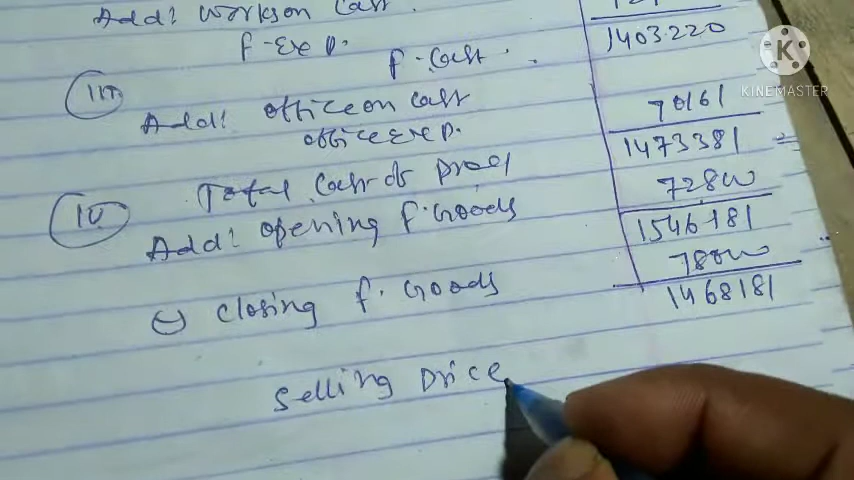 Add: works on Cost.
F-Exp.
F. Cost. 1403220
III Add: office on cost 70161
office Exp.
Total Cost of Prod 1473381 =
IV Add: opening F. Goods 72800
1546181
(-) closing F. Goods 78000
1468181
Selling Price
K
KINEMASTER